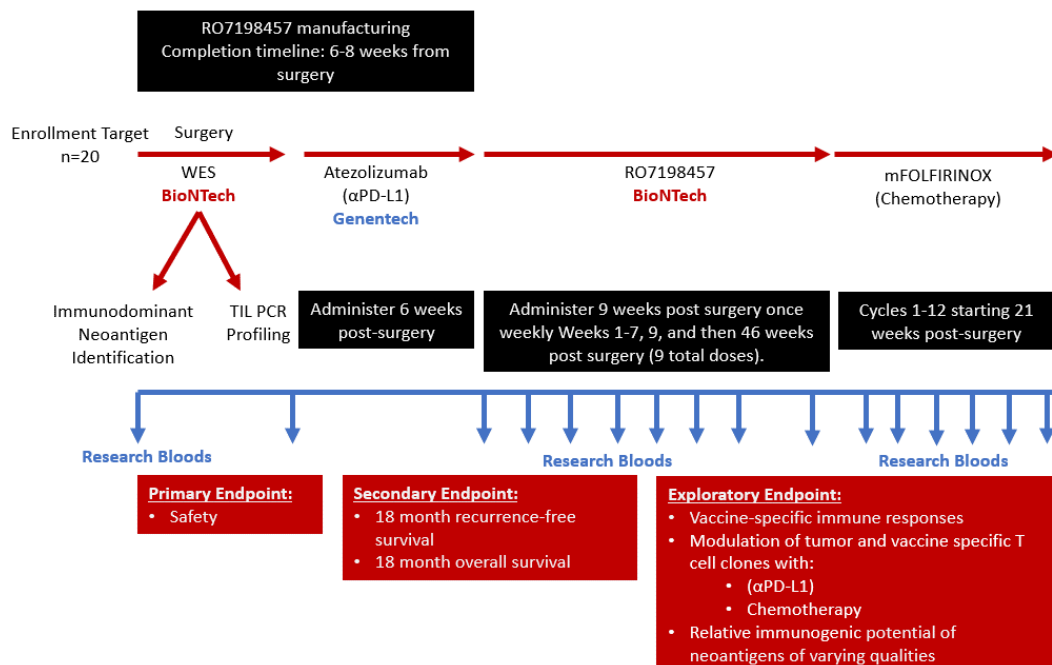 RO7198457 manufacturing
Completion timeline: 6-8 weeks from
surgery
Enrollment Target
n=20
Surgery
WES
BioNTech
Atezolizumab
(αPD-L1)
Genentech
RO7198457
BioNTech
mFOLFIRINOX
(Chemotherapy)
Immunodominant
Neoantigen
Identification
TIL PCR
Profiling
Administer 6 weeks
post-surgery
Administer 9 weeks post surgery once
weekly Weeks 1-7, 9, and then 46 weeks
post surgery (9 total doses).
Cycles 1-12 starting 21
weeks post-surgery
Research Bloods
Research Bloods
Research Bloods
Primary Endpoint:
• Safety
Secondary Endpoint:
• 18 month recurrence-free
survival
• 18 month overall survival
Exploratory Endpoint:
• Vaccine-specific immune responses
• Modulation of tumor and vaccine specific T
cell clones with:
• (αPD-L1)
• Chemotherapy
• Relative immunogenic potential of
neoantigens of varying qualities